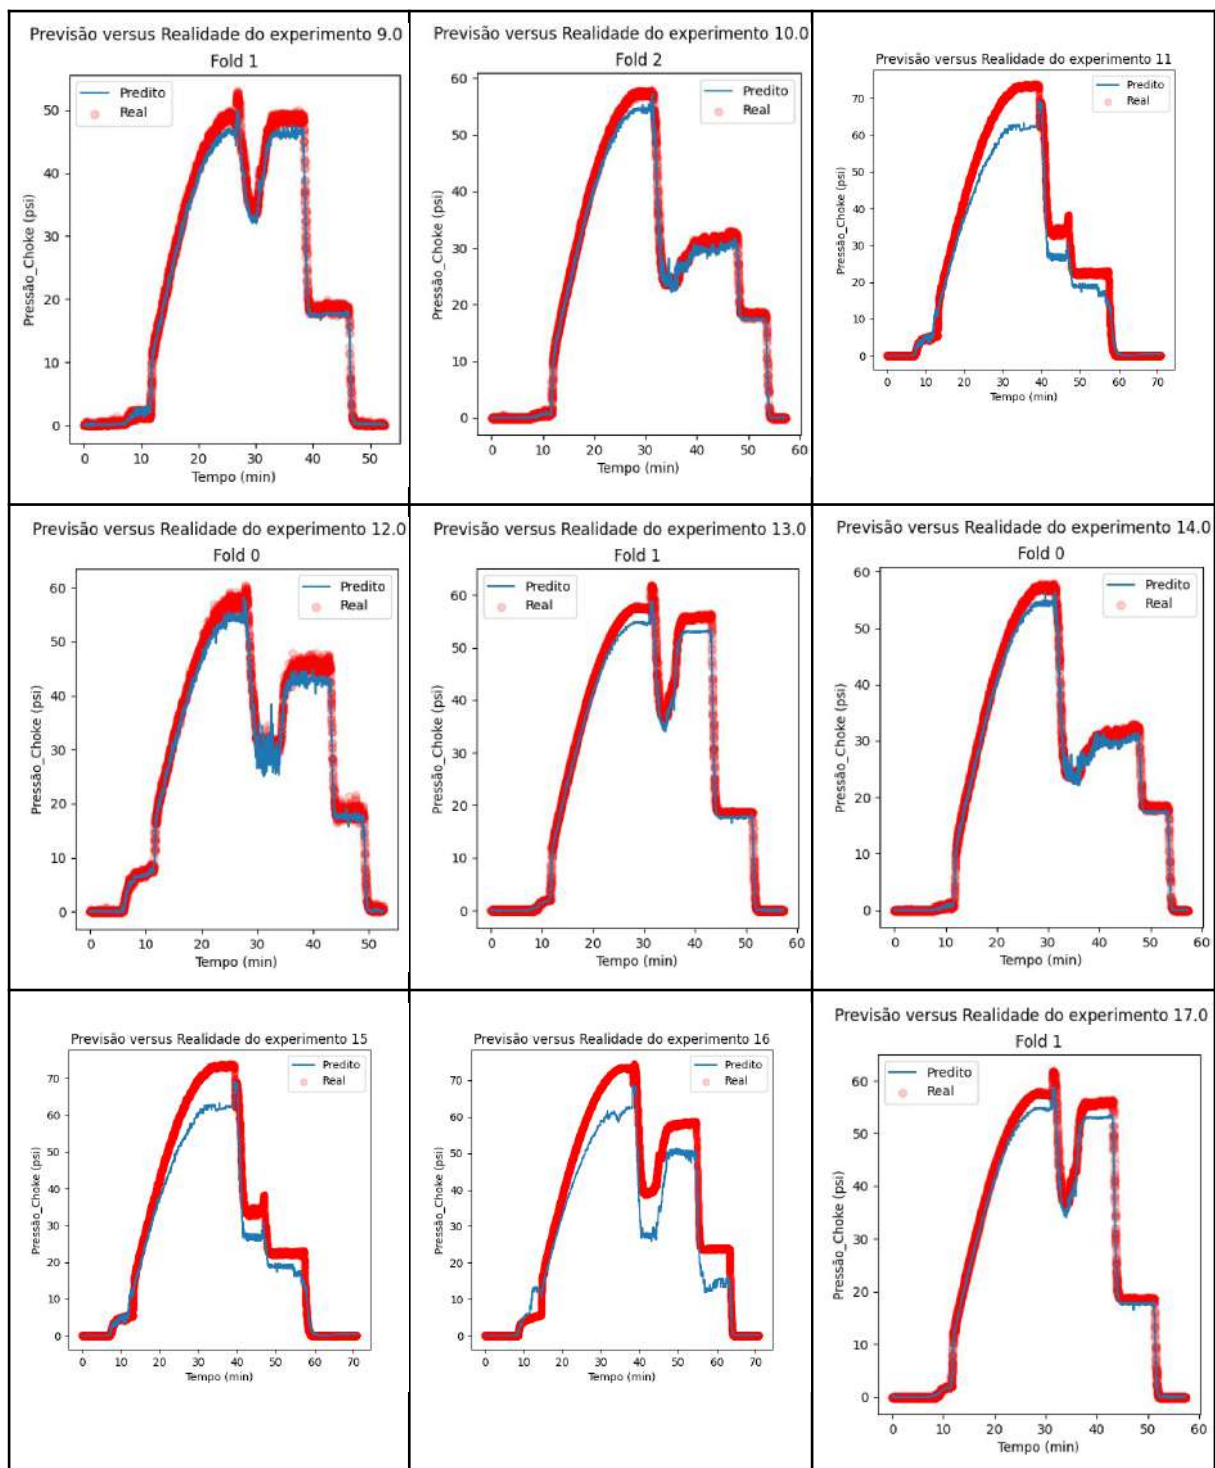 Previsão versus Realidade do experimento 9.0
Fold 1
Predito
Real
Pressão_Choke (psi)
50
40
30
20
10
0
0 10 20 30 40 50
Tempo (min)
Previsão versus Realidade do experimento 10.0
Fold 2
Predito
Real
Pressão_Choke (psi)
60
50
40
30
20
10
0
0 10 20 30 40 50 60
Tempo (min)
Previsão versus Realidade do experimento 11
Predito
Real
Pressão_Choke (psi)
70
60
50
40
30
20
10
0
0 10 20 30 40 50 60 70
Tempo (min)
Previsão versus Realidade do experimento 12.0
Fold 0
Predito
Real
Pressão_Choke (psi)
60
50
40
30
20
10
0
0 10 20 30 40 50
Tempo (min)
Previsão versus Realidade do experimento 13.0
Fold 1
Predito
Real
Pressão_Choke (psi)
60
50
40
30
20
10
0
0 10 20 30 40 50 60
Tempo (min)
Previsão versus Realidade do experimento 14.0
Fold 0
Predito
Real
Pressão_Choke (psi)
60
50
40
30
20
10
0
0 10 20 30 40 50 60
Tempo (min)
Previsão versus Realidade do experimento 15
Predito
Real
Pressão_Choke (psi)
70
60
50
40
30
20
10
0
0 10 20 30 40 50 60 70
Tempo (min)
Previsão versus Realidade do experimento 16
Predito
Real
Pressão_Choke (psi)
70
60
50
40
30
20
10
0
0 10 20 30 40 50 60 70
Tempo (min)
Previsão versus Realidade do experimento 17.0
Fold 1
Predito
Real
Pressão_Choke (psi)
60
50
40
30
20
10
0
0 10 20 30 40 50 60
Tempo (min)